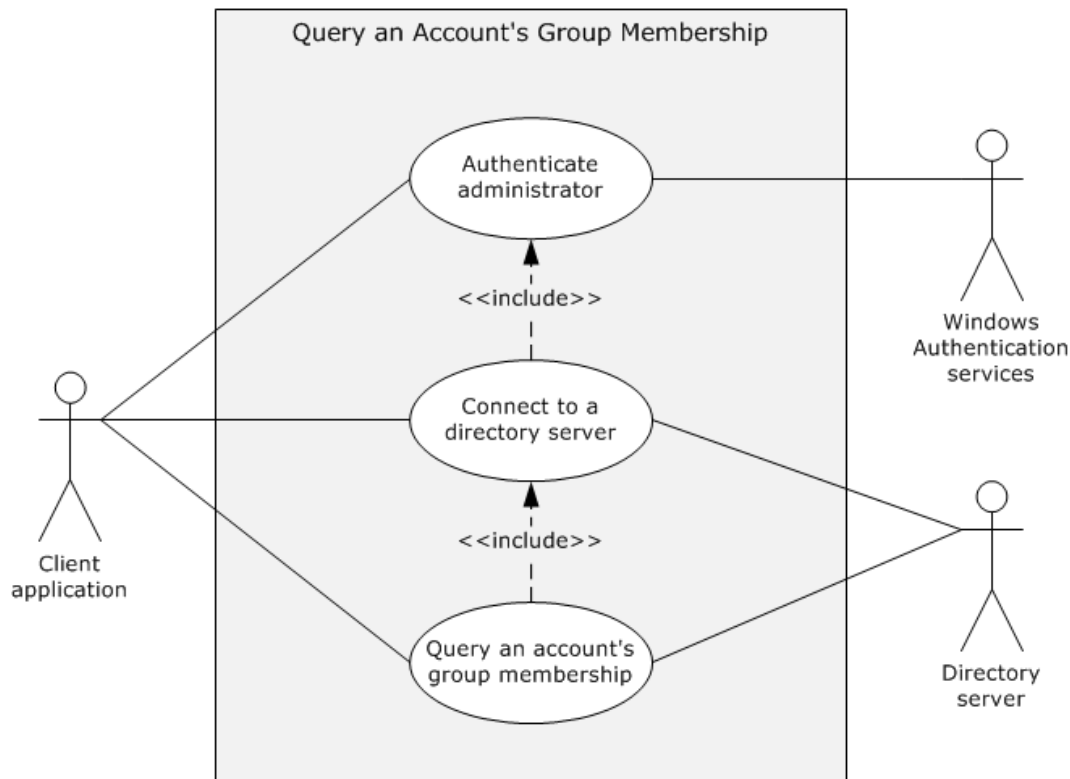 Query an Account's Group Membership
Authenticate
administrator
<<include>>
Windows
Authentication
services
Connect to a
directory server
<<include>>
Client
application
Query an account's
group membership
Directory
server